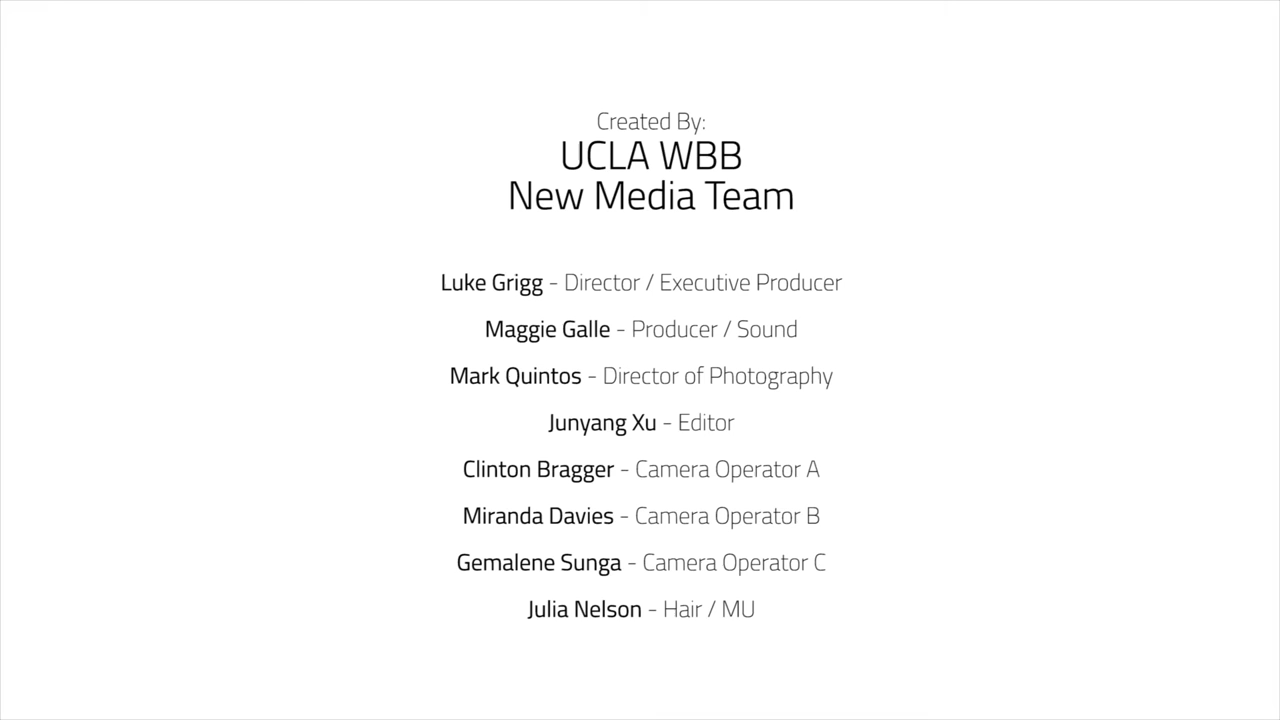 Created By:
UCLA WBB
New Media Team
Luke Grigg - Director / Executive Producer
Maggie Galle - Producer / Sound
Mark Quintos - Director of Photography
Junyang Xu - Editor
Clinton Bragger - Camera Operator A
Miranda Davies - Camera Operator B
Gemalene Sunga - Camera Operator C
Julia Nelson - Hair / MU